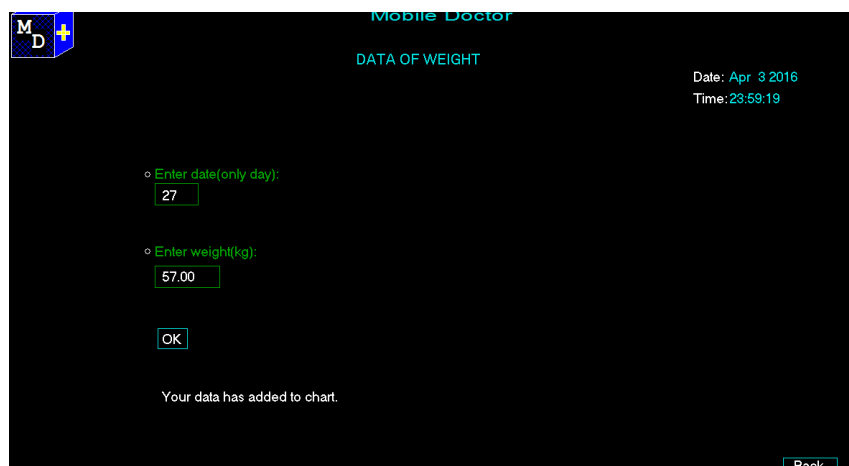 Mobile Doctor
M
D
DATA OF WEIGHT
Date: Apr 3 2016
Time:23:59:19
Enter date(only day):
27
Enter weight(kg):
57.00
OK
Your data has added to chart.
Back